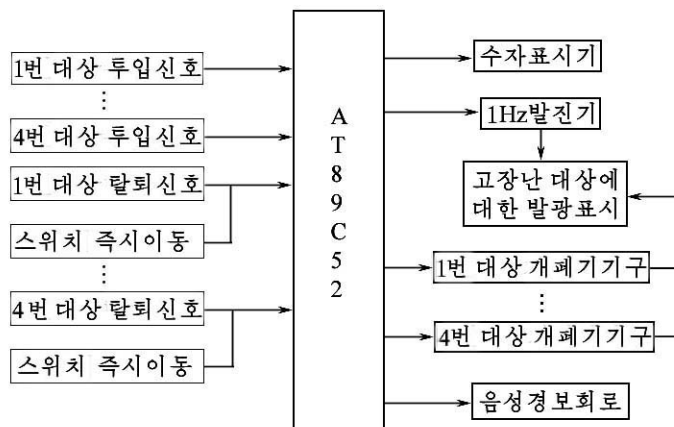 1번 대상 투입신호
⋮
4번 대상 투입신호
1번 대상 탈퇴신호
스위치 즉시이동
⋮
4번 대상 탈퇴신호
스위치 즉시이동
AT89C52
수자표시기
1Hz발진기
고장난 대상에
대한 발광표시
1번 대상 개폐기기구
⋮
4번 대상 개폐기기구
음성경보회로